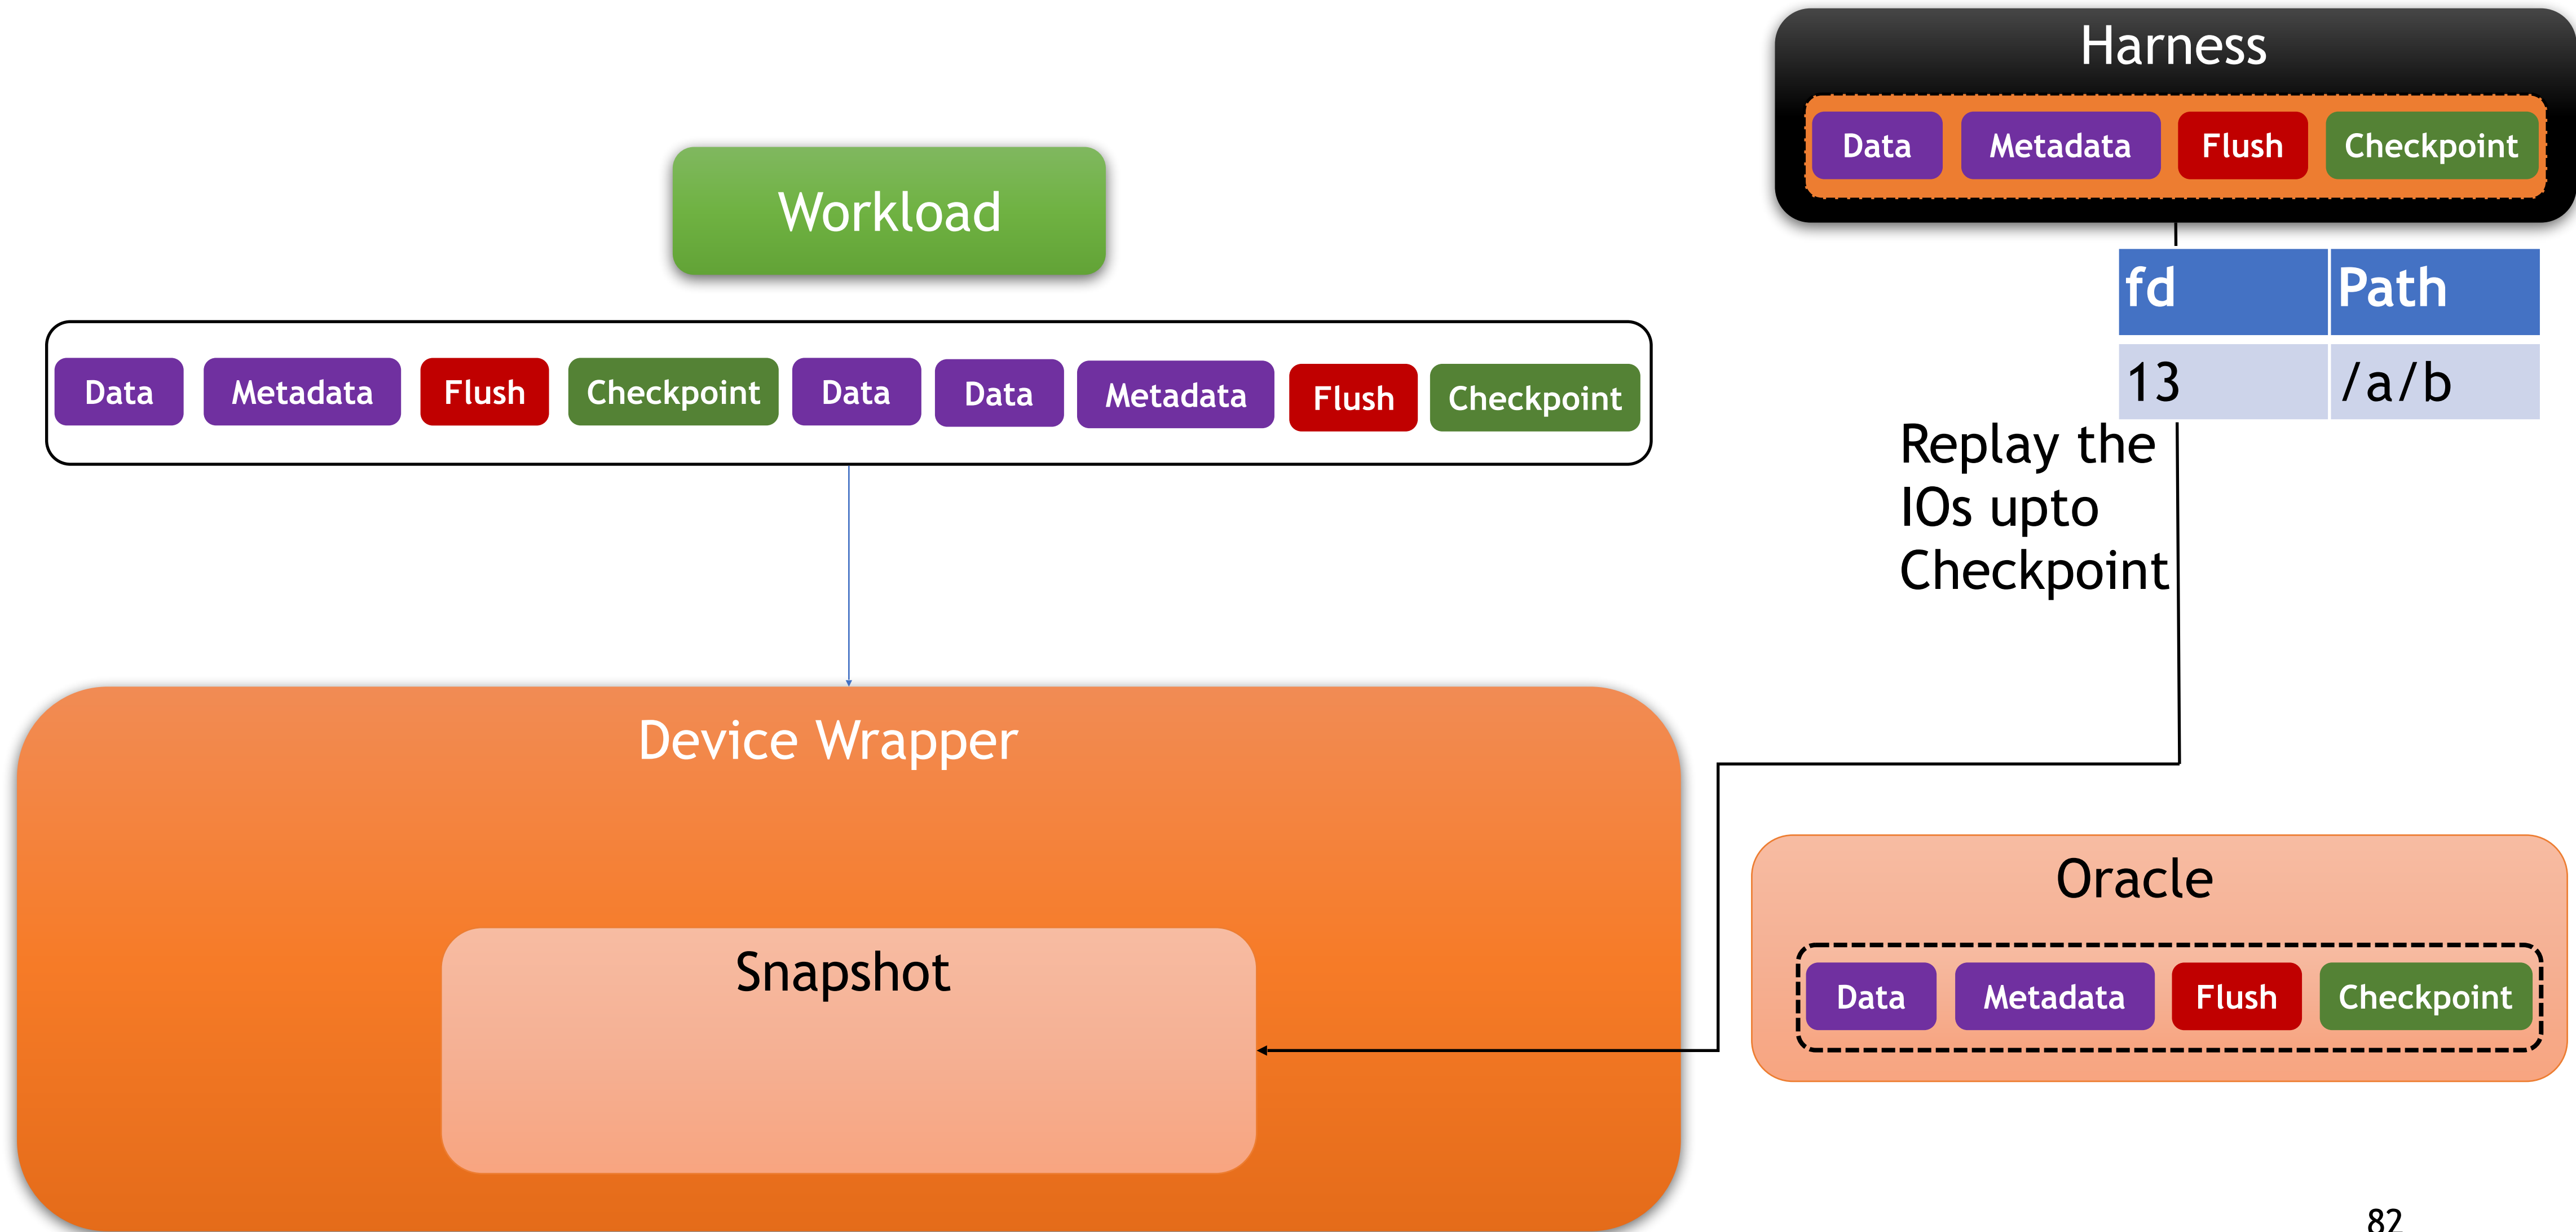 Harness
Data Metadata Flush Checkpoint
Workload
fd Path
13 /a/b
Data Metadata Flush Checkpoint Data Data Metadata Flush Checkpoint
Replay the
IOs upto
Checkpoint
Device Wrapper
Snapshot
Oracle
Data Metadata Flush Checkpoint
82